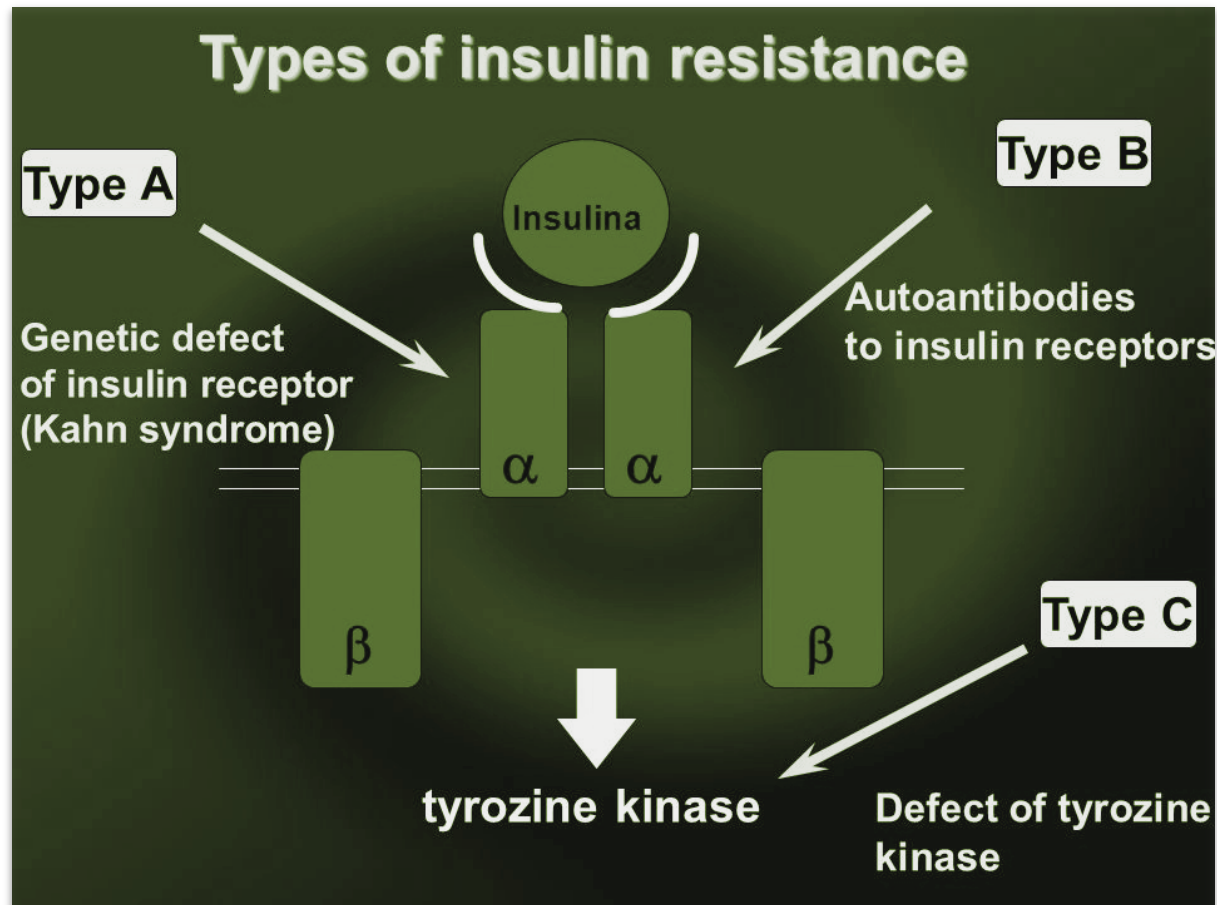 Types of insulin resistance
Type A
Type B
Insulina
Genetic defect
of insulin receptor
(Kahn syndrome)
Autoantibodies
to insulin receptors
α
α
β
β
Type C
tyrozine kinase
Defect of tyrozine
kinase